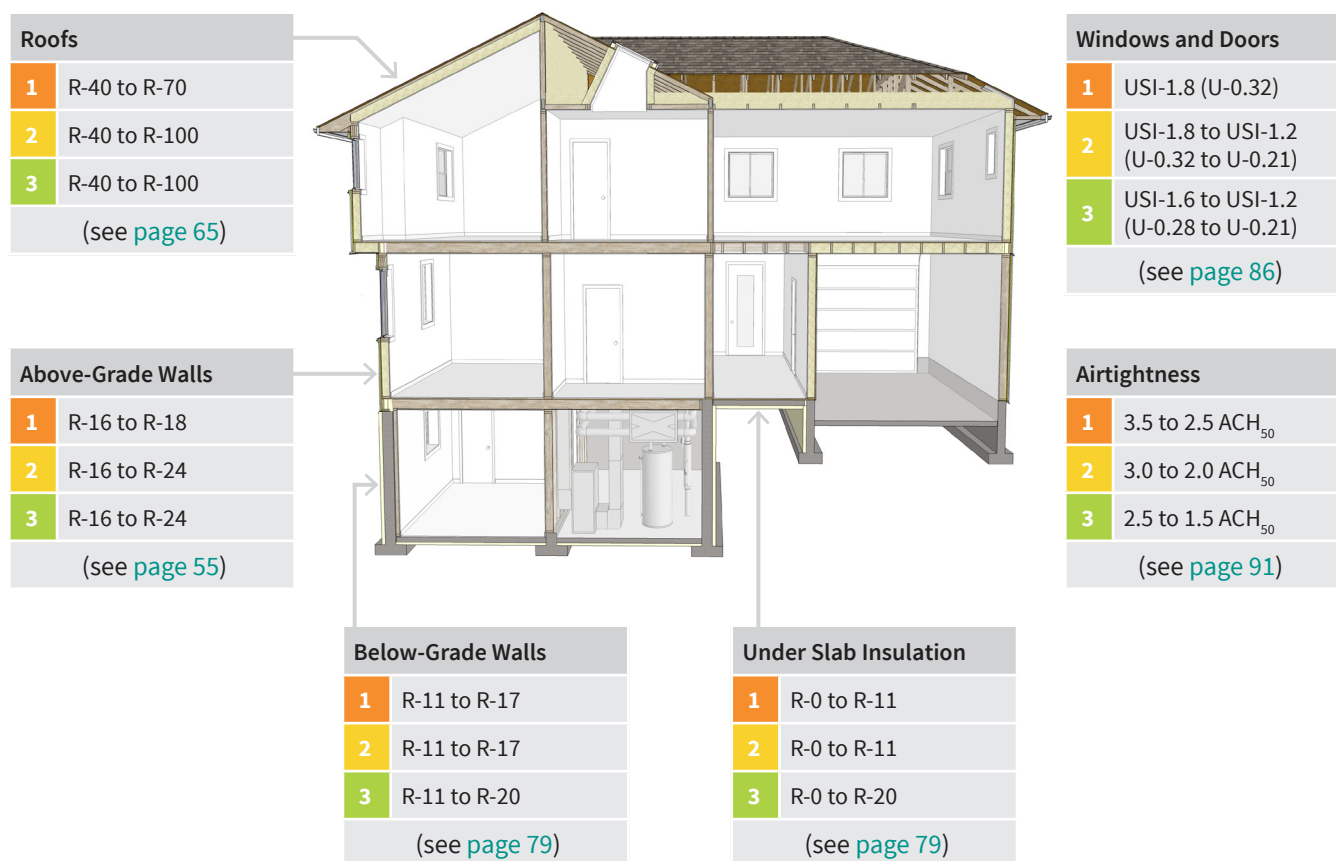 Roofs
1 R-40 to R-70
2 R-40 to R-100
3 R-40 to R-100
(see page 65)
Above-Grade Walls
1 R-16 to R-18
2 R-16 to R-24
3 R-16 to R-24
(see page 55)
Below-Grade Walls
1 R-11 to R-17
2 R-11 to R-17
3 R-11 to R-20
(see page 79)
Under Slab Insulation
1 R-0 to R-11
2 R-0 to R-11
3 R-0 to R-20
(see page 79)
Windows and Doors
1 USI-1.8 (U-0.32)
2 USI-1.8 to USI-1.2
(U-0.32 to U-0.21)
3 USI-1.6 to USI-1.2
(U-0.28 to U-0.21)
(see page 86)
Airtightness
1 3.5 to 2.5 ACH₅₀
2 3.0 to 2.0 ACH₅₀
3 2.5 to 1.5 ACH₅₀
(see page 91)